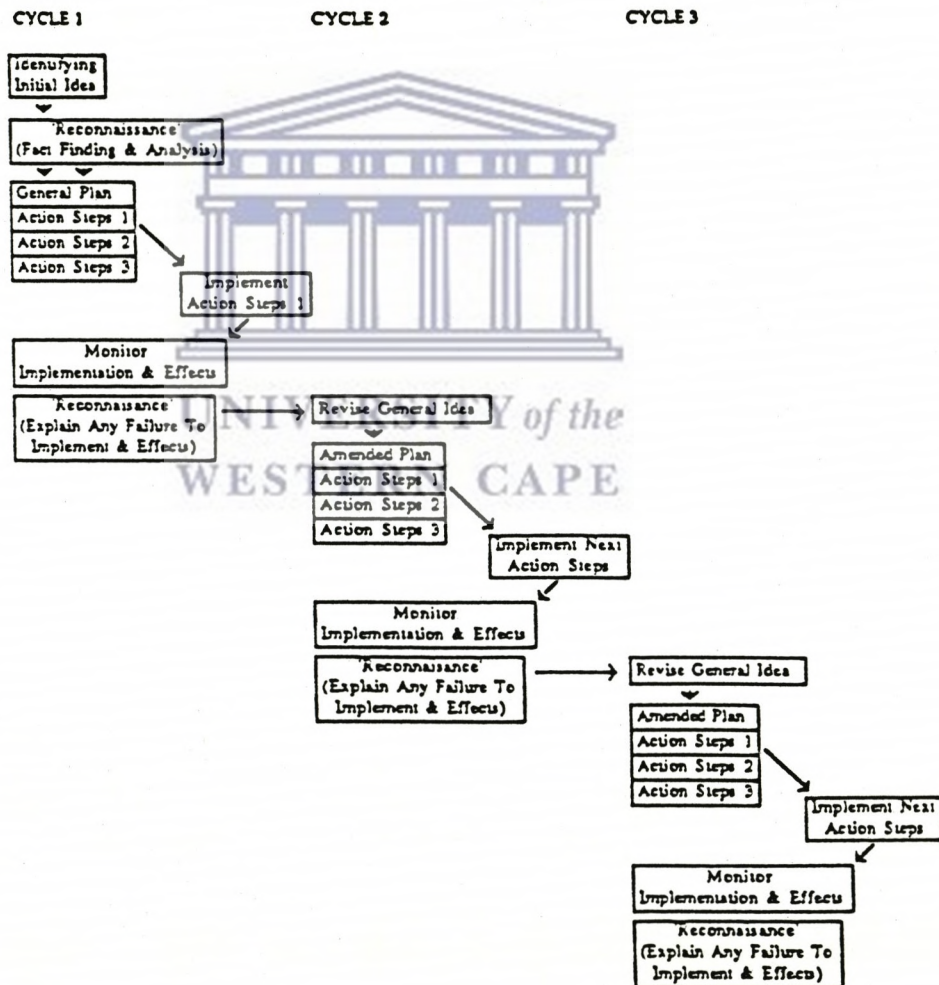 CYCLE 1
CYCLE 2
CYCLE 3
Identifying
Initial Idea
'Reconnaissance'
(Fact Finding & Analysis)
General Plan
Action Steps 1
Action Steps 2
Action Steps 3
Implement
Action Steps 1
Monitor
Implementation & Effects
'Reconnaissance'
(Explain Any Failure To
Implement & Effects)
UNIVERSITY of the
WESTERN CAPE
Revise General Idea
Amended Plan
Action Steps 1
Action Steps 2
Action Steps 3
Implement Next
Action Steps
Monitor
Implementation & Effects
'Reconnaissance'
(Explain Any Failure To
Implement & Effects)
Revise General Idea
Amended Plan
Action Steps 1
Action Steps 2
Action Steps 3
Implement Next
Action Steps
Monitor
Implementation & Effects
'Reconnaissance'
(Explain Any Failure To
Implement & Effects)